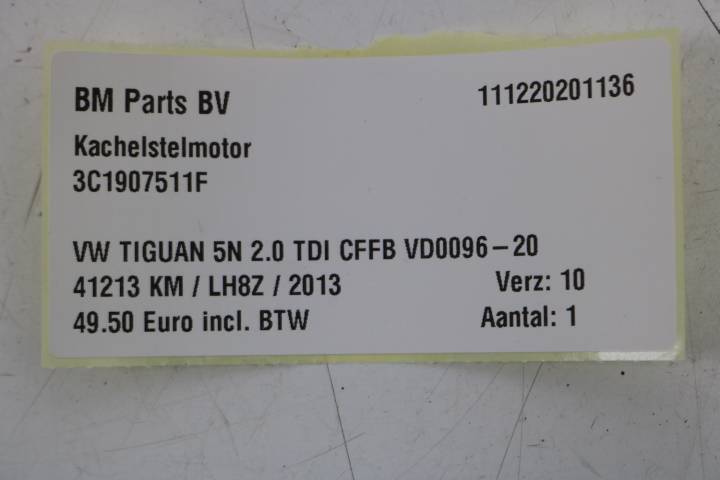 BM Parts BV 111220201136
Kachelstelmotor
3C1907511F
VW TIGUAN 5N 2.0 TDI CFFB VD0096-20
41213 KM / LH8Z / 2013 Verz: 10
49.50 Euro incl. BTW Aantal: 1